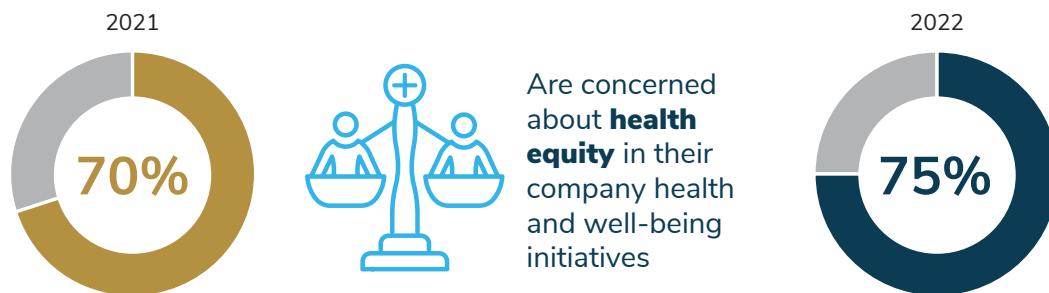 2021
70%
Are concerned
about health
equity in their
company health
and well-being
initiatives
2022
75%